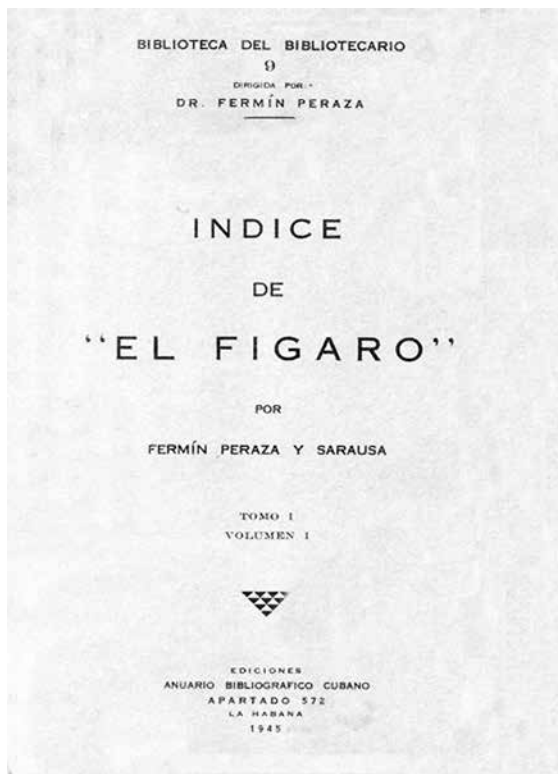 BIBLIOTECA DEL BIBLIOTECARIO
9
DIRIGIDA POR:
DR. FERMÍN PERAZA
INDICE
DE
"EL FIGARO"
POR
FERMÍN PERAZA Y SARAUSA
TOMO I
VOLUMEN I
EDICIONES
ANUARIO BIBLIOGRAFICO CUBANO
APARTADO 572
LA HABANA
1945